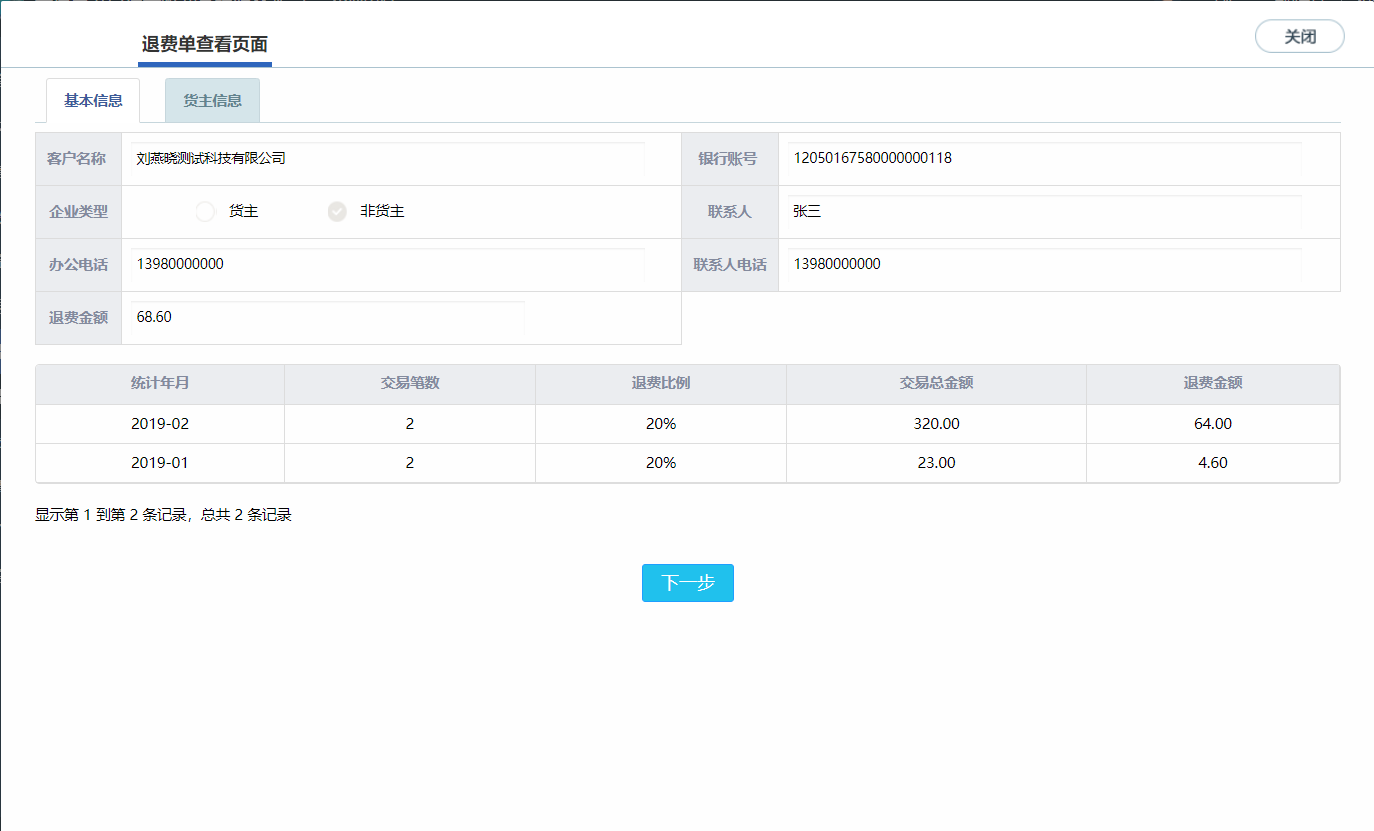 退费单查看页面
关闭
基本信息 货主信息
客户名称 刘燕晓测试科技有限公司 银行账号 12050167580000000118
企业类型 货主 非货主 联系人 张三
办公电话 13980000000 联系人电话 13980000000
退费金额 68.60
统计年月 交易笔数 退费比例 交易总金额 退费金额
2019-02 2 20% 320.00 64.00
2019-01 2 20% 23.00 4.60
显示第 1 到第 2 条记录，总共 2 条记录
下一步